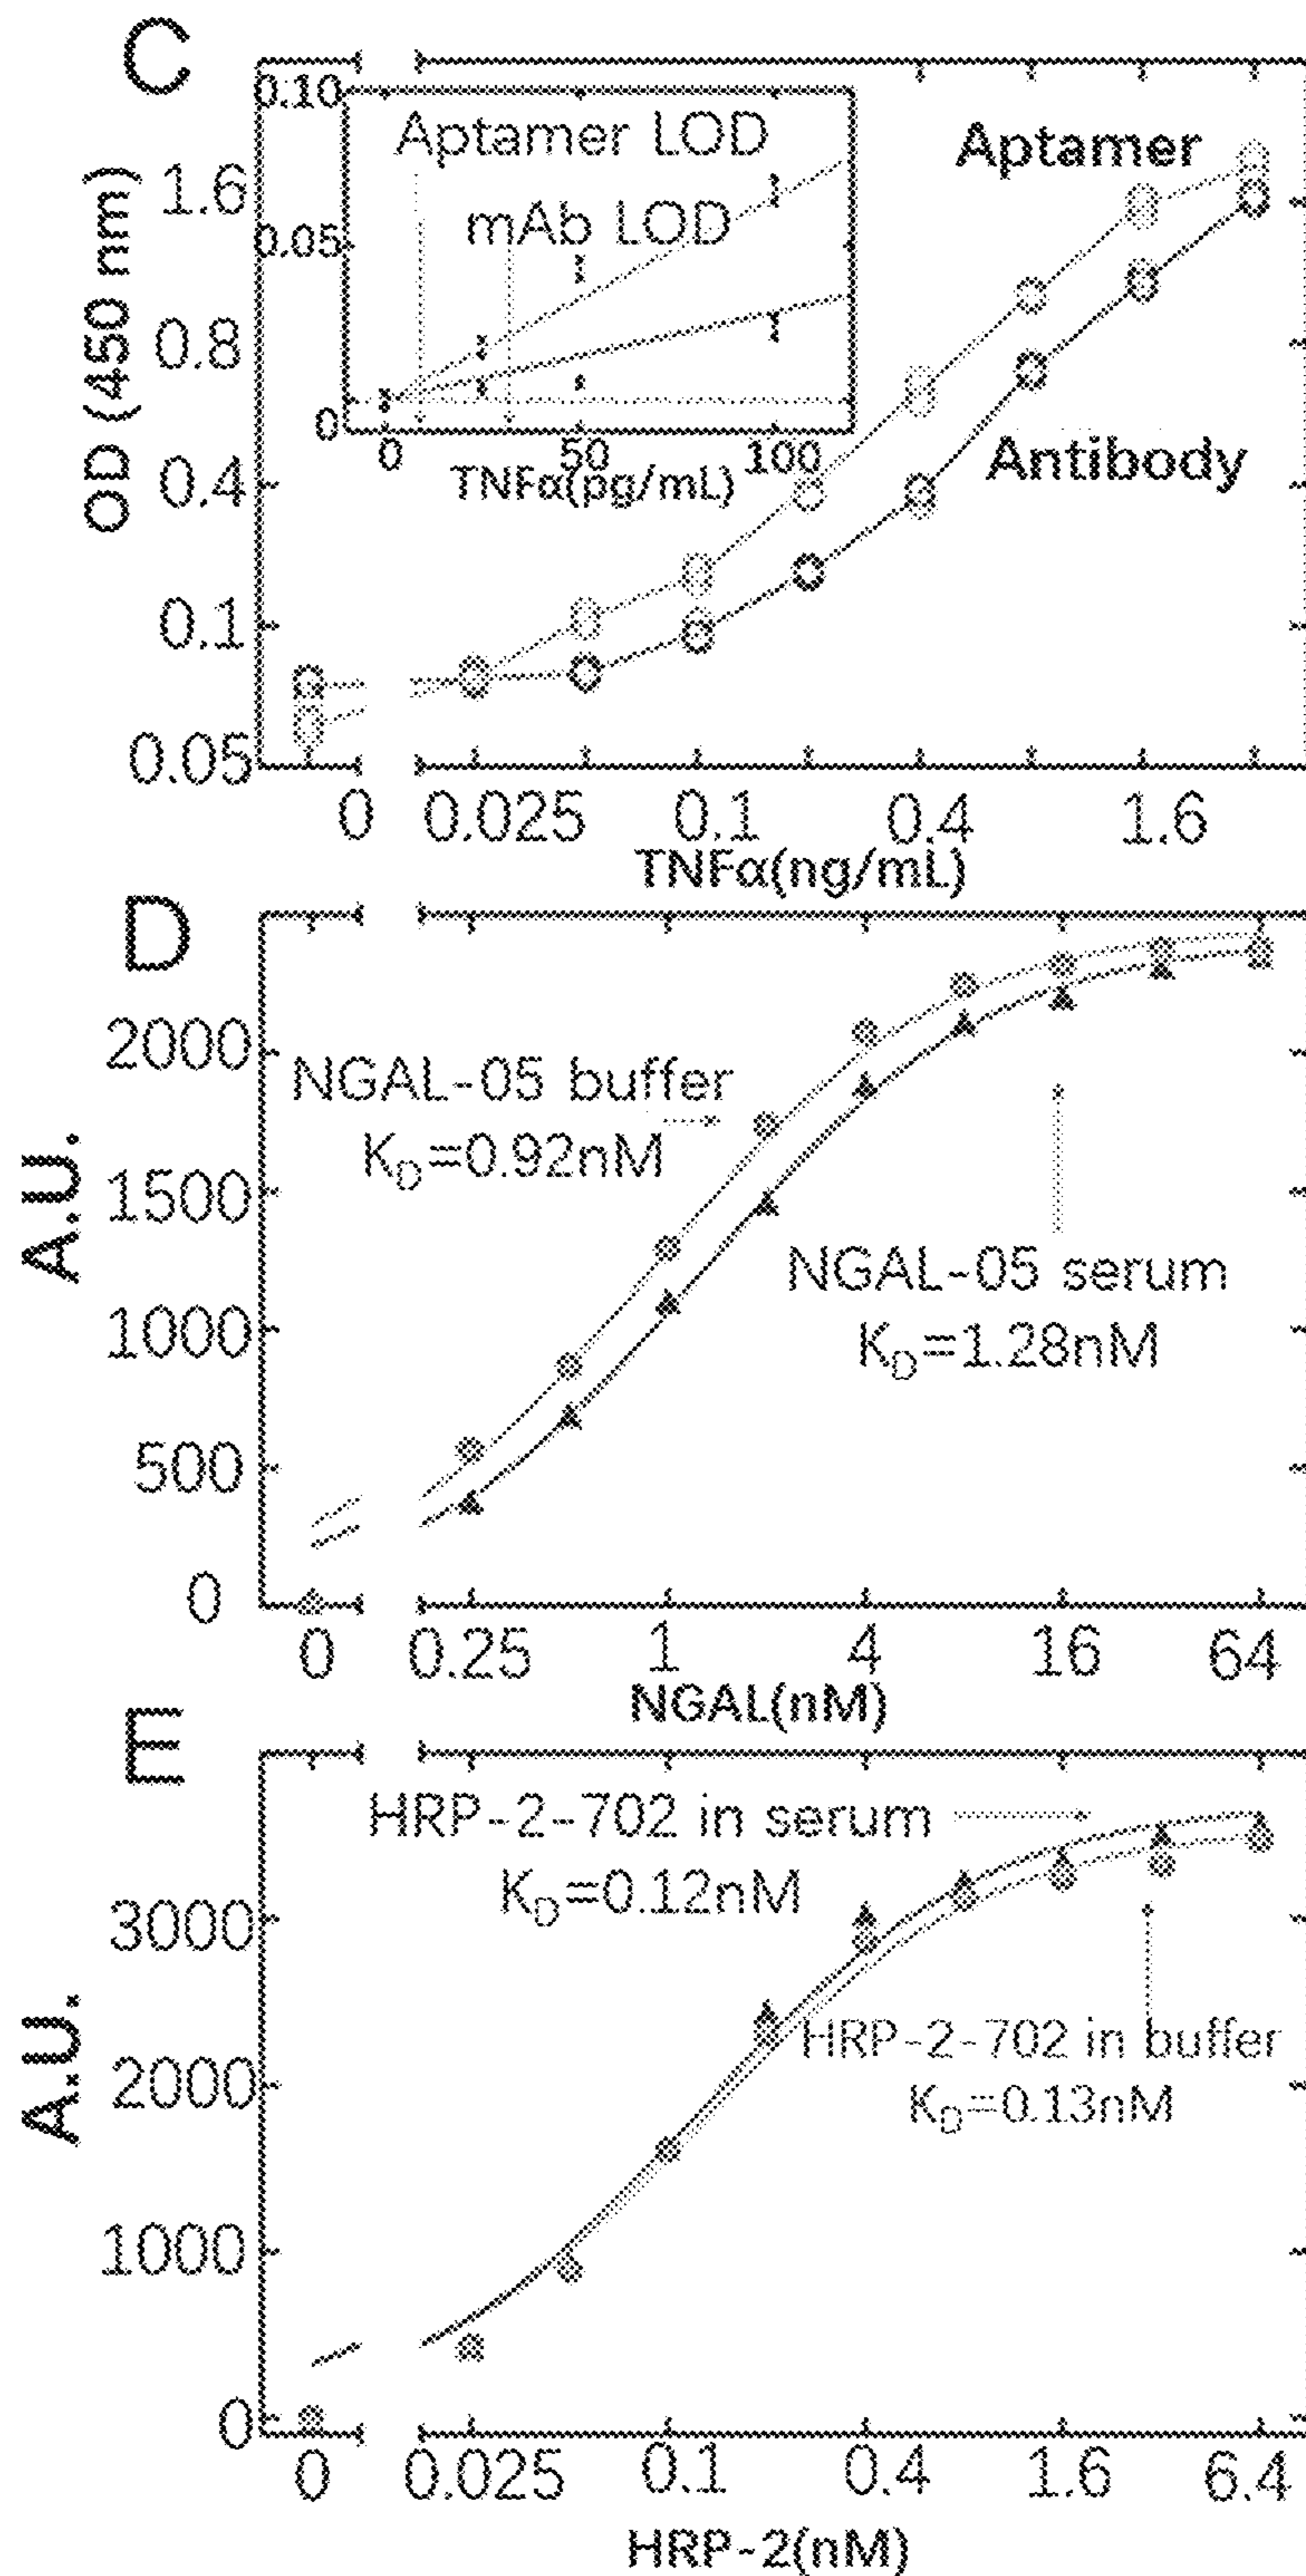 C
0.10
Aptamer LOD
Aptamer
OD (450 nm)
1.6
mAb LOD
0.05
0.8
0
0 50 100
TNFα(pg/mL)
0.4
Antibody
0.1
0.05
0 0.025 0.1 0.4 1.6
TNFα(ng/mL)
D
2000
NGAL-05 buffer
KD=0.92nM
A.U.
1500
NGAL-05 serum
KD=1.28nM
1000
500
0
0 0.25 1 4 16 64
NGAL(nM)
E
HRP-2-702 in serum
KD=0.12nM
3000
A.U.
HRP-2-702 in buffer
KD=0.13nM
2000
1000
0
0 0.025 0.1 0.4 1.6 6.4
HRP-2(nM)